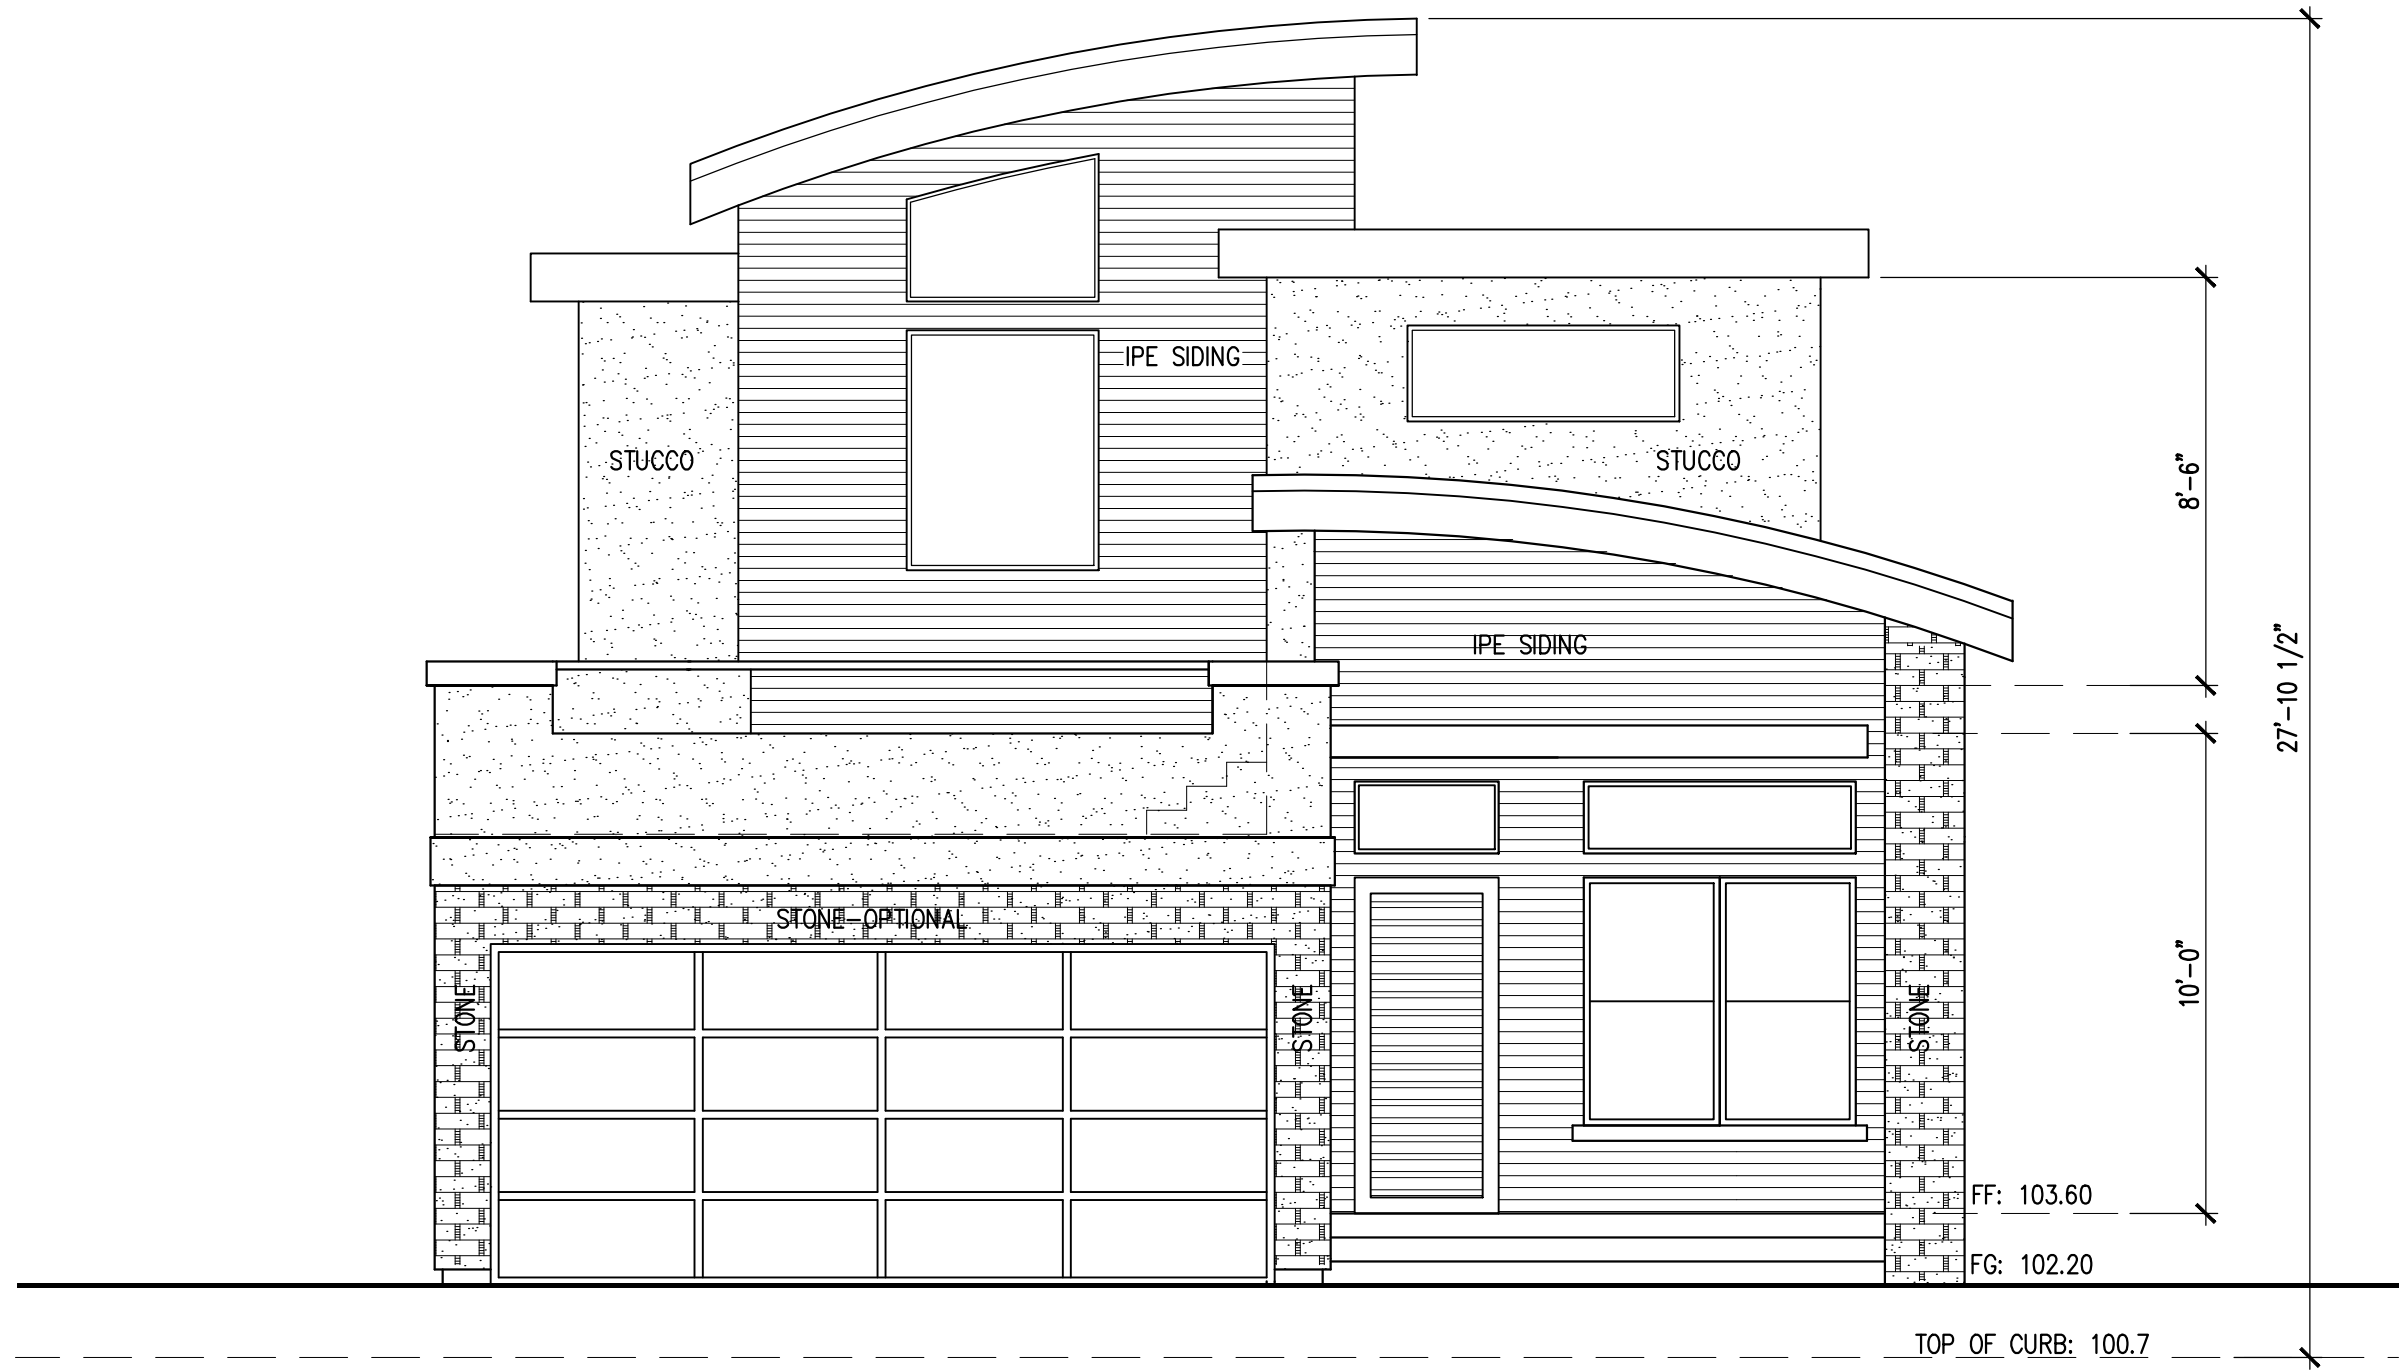 IPE SIDING
STUCCO
STUCCO
8'-6"
IPE SIDING
27'-10 1/2"
STONE-OPTIONAL
10'-0"
STONE
STONE
STONE
FF: 103.60
FG: 102.20
TOP OF CURB: 100.7